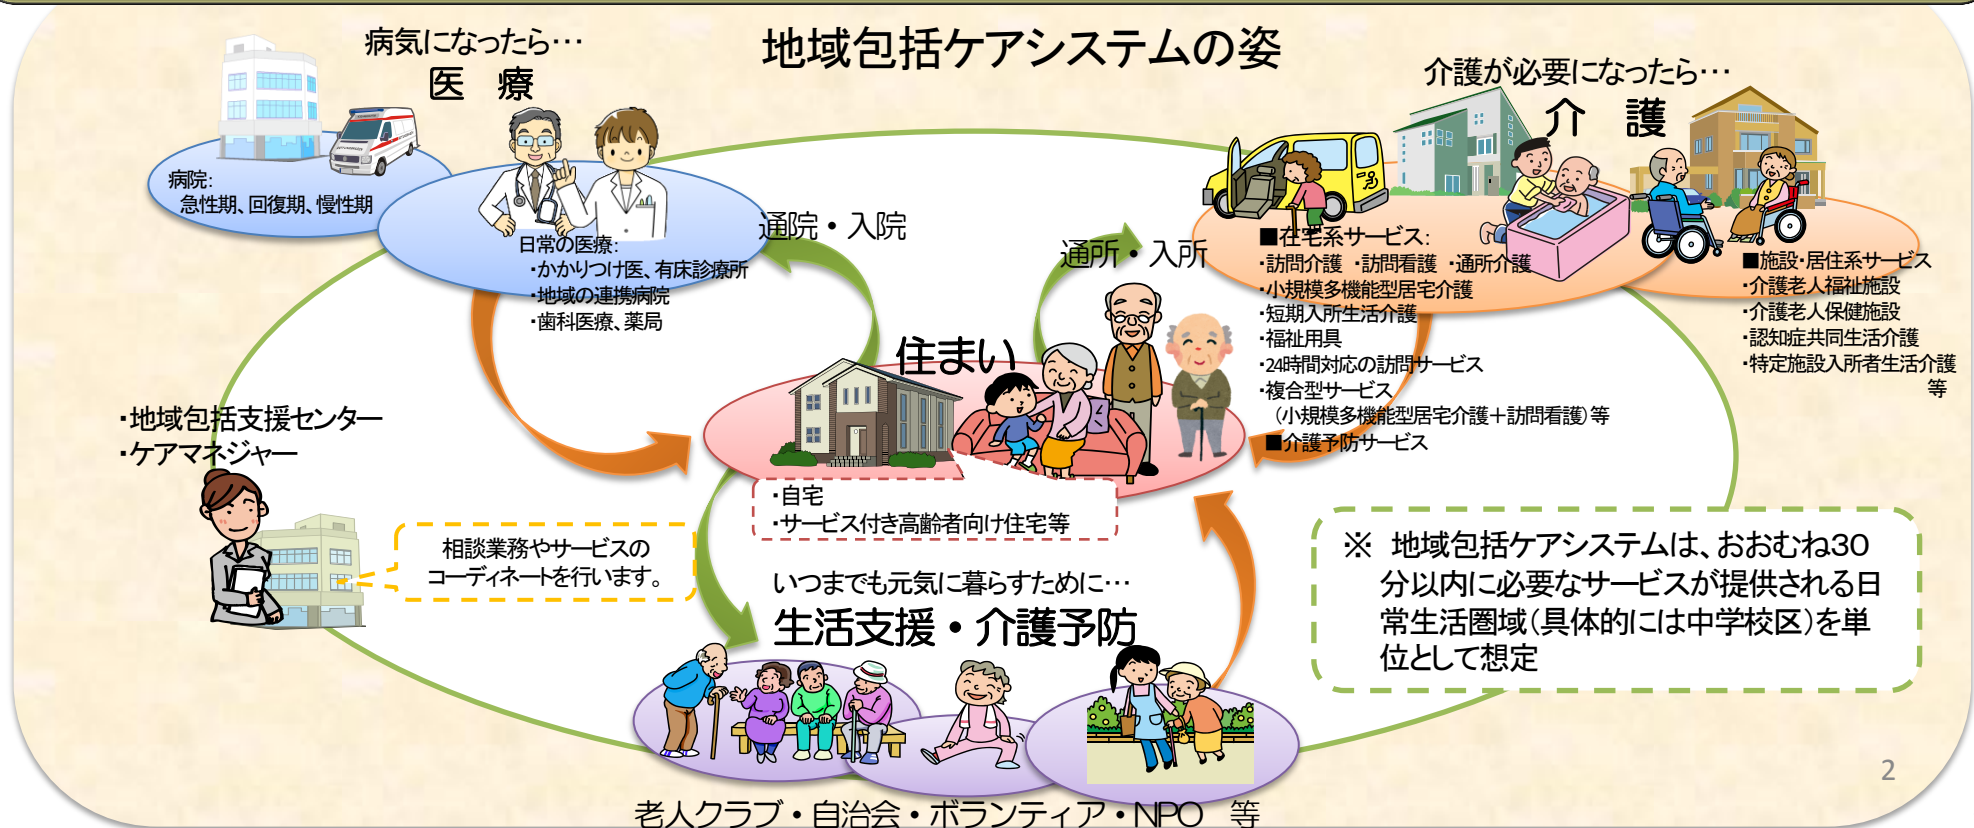 地域包括ケアシステムの姿
病気になったら…
医　療
病院:
急性期、回復期、慢性期
日常の医療:
・かかりつけ医、有床診療所
・地域の連携病院
・歯科医療、薬局
通院・入院
通所・入所
介護が必要になったら…
介　護
■在宅系サービス:
・訪問介護　・訪問看護　・通所介護
・小規模多機能型居宅介護
・短期入所生活介護
・福祉用具
・24時間対応の訪問サービス
・複合型サービス
（小規模多機能型居宅介護＋訪問看護）等
■介護予防サービス
■施設・居住系サービス
・介護老人福祉施設
・介護老人保健施設
・認知症共同生活介護
・特定施設入所者生活介護
等
住まい
・自宅
・サービス付き高齢者向け住宅等
・地域包括支援センター
・ケアマネジャー
相談業務やサービスの
コーディネートを行います。
いつまでも元気に暮らすために…
生活支援・介護予防
老人クラブ・自治会・ボランティア・NPO　等
※　地域包括ケアシステムは、おおむね30
分以内に必要なサービスが提供される日
常生活圏域（具体的には中学校区）を単
位として想定
2